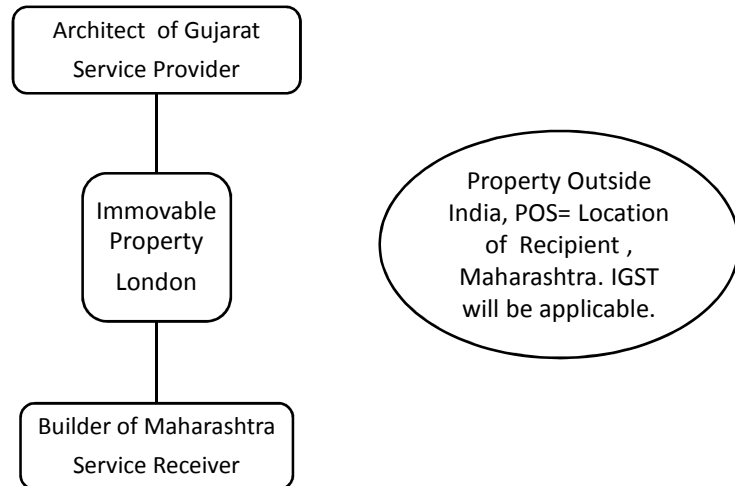 Architect of Gujarat
Service Provider
Immovable
Property
London
Property Outside
India, POS= Location
of Recipient ,
Maharashtra. IGST
will be applicable.
Builder of Maharashtra
Service Receiver